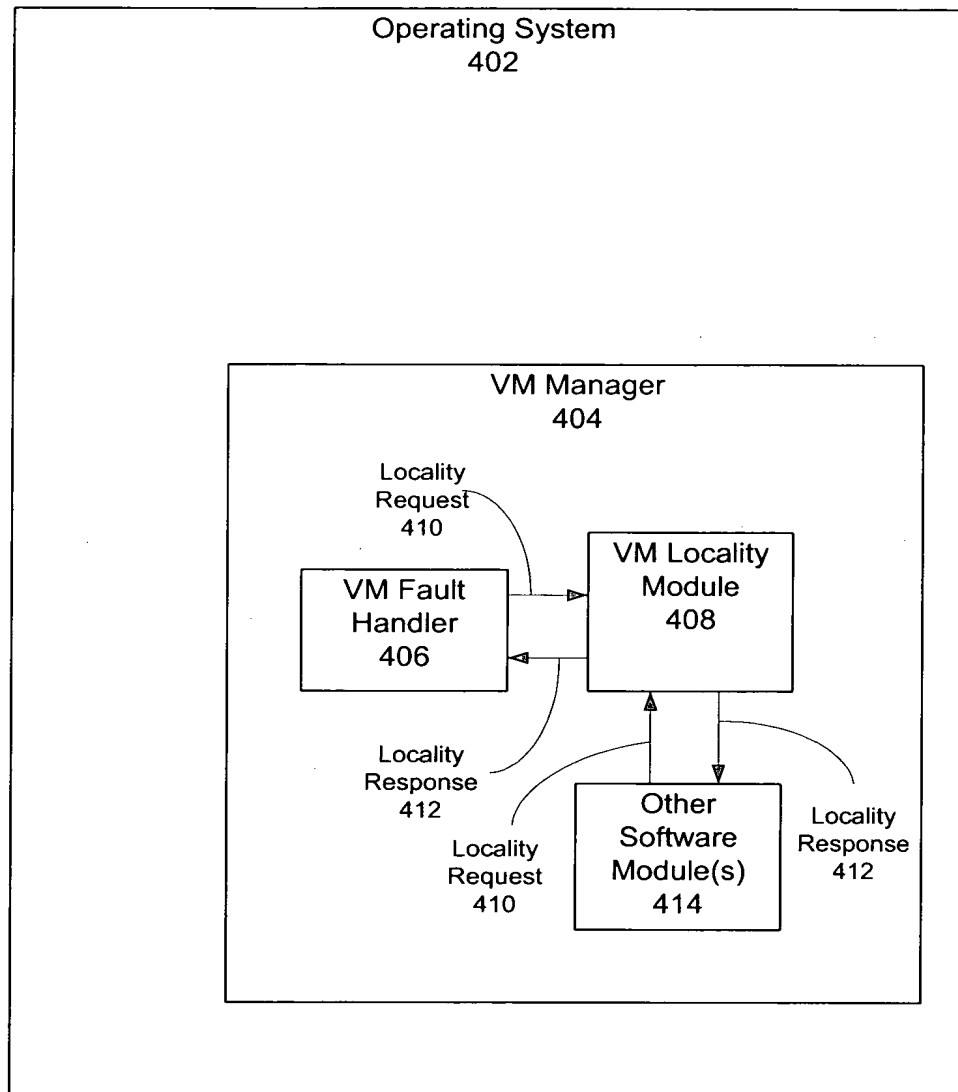 Operating System
402
VM Manager
404
Locality
Request
410
VM Fault
Handler
406
VM Locality
Module
408
Locality
Response
412
Locality
Request
410
Other
Software
Module(s)
414
Locality
Response
412